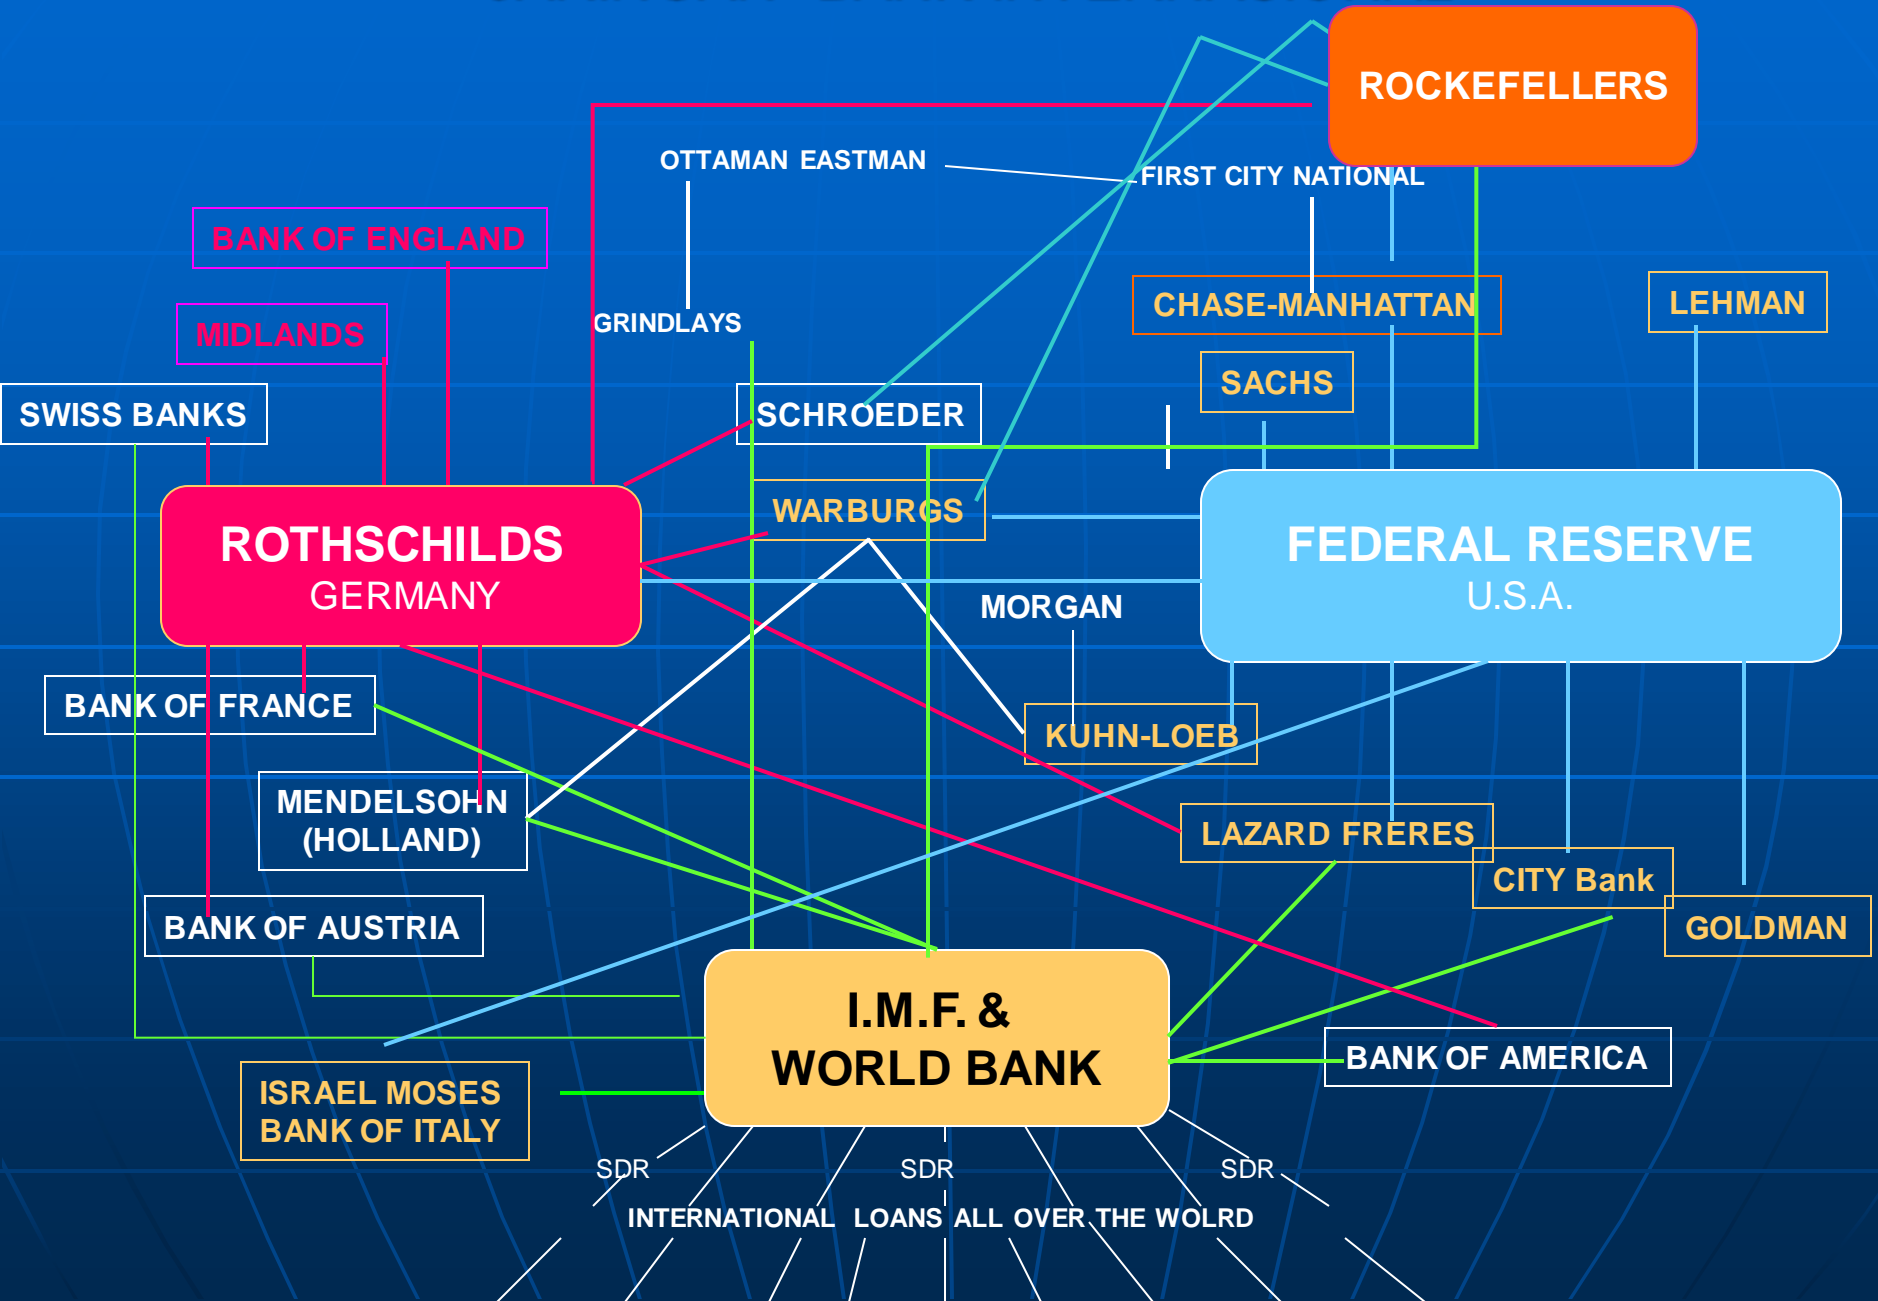 ROCKEFELLERS
OTTAMAN EASTMAN
FIRST CITY NATIONAL
BANK OF ENGLAND
MIDLANDS
GRINDLAYS
CHASE-MANHATTAN
LEHMAN
SACHS
SWISS BANKS
SCHROEDER
WARBURGS
ROTHSCHILDS
GERMANY
FEDERAL RESERVE
U.S.A.
MORGAN
BANK OF FRANCE
KUHN-LOEB
MENDELSOHN
(HOLLAND)
LAZARD FRERES
CITY Bank
BANK OF AUSTRIA
GOLDMAN
I.M.F. &
WORLD BANK
BANK OF AMERICA
ISRAEL MOSES
BANK OF ITALY
SDR SDR SDR
INTERNATIONAL LOANS ALL OVER THE WOLRD